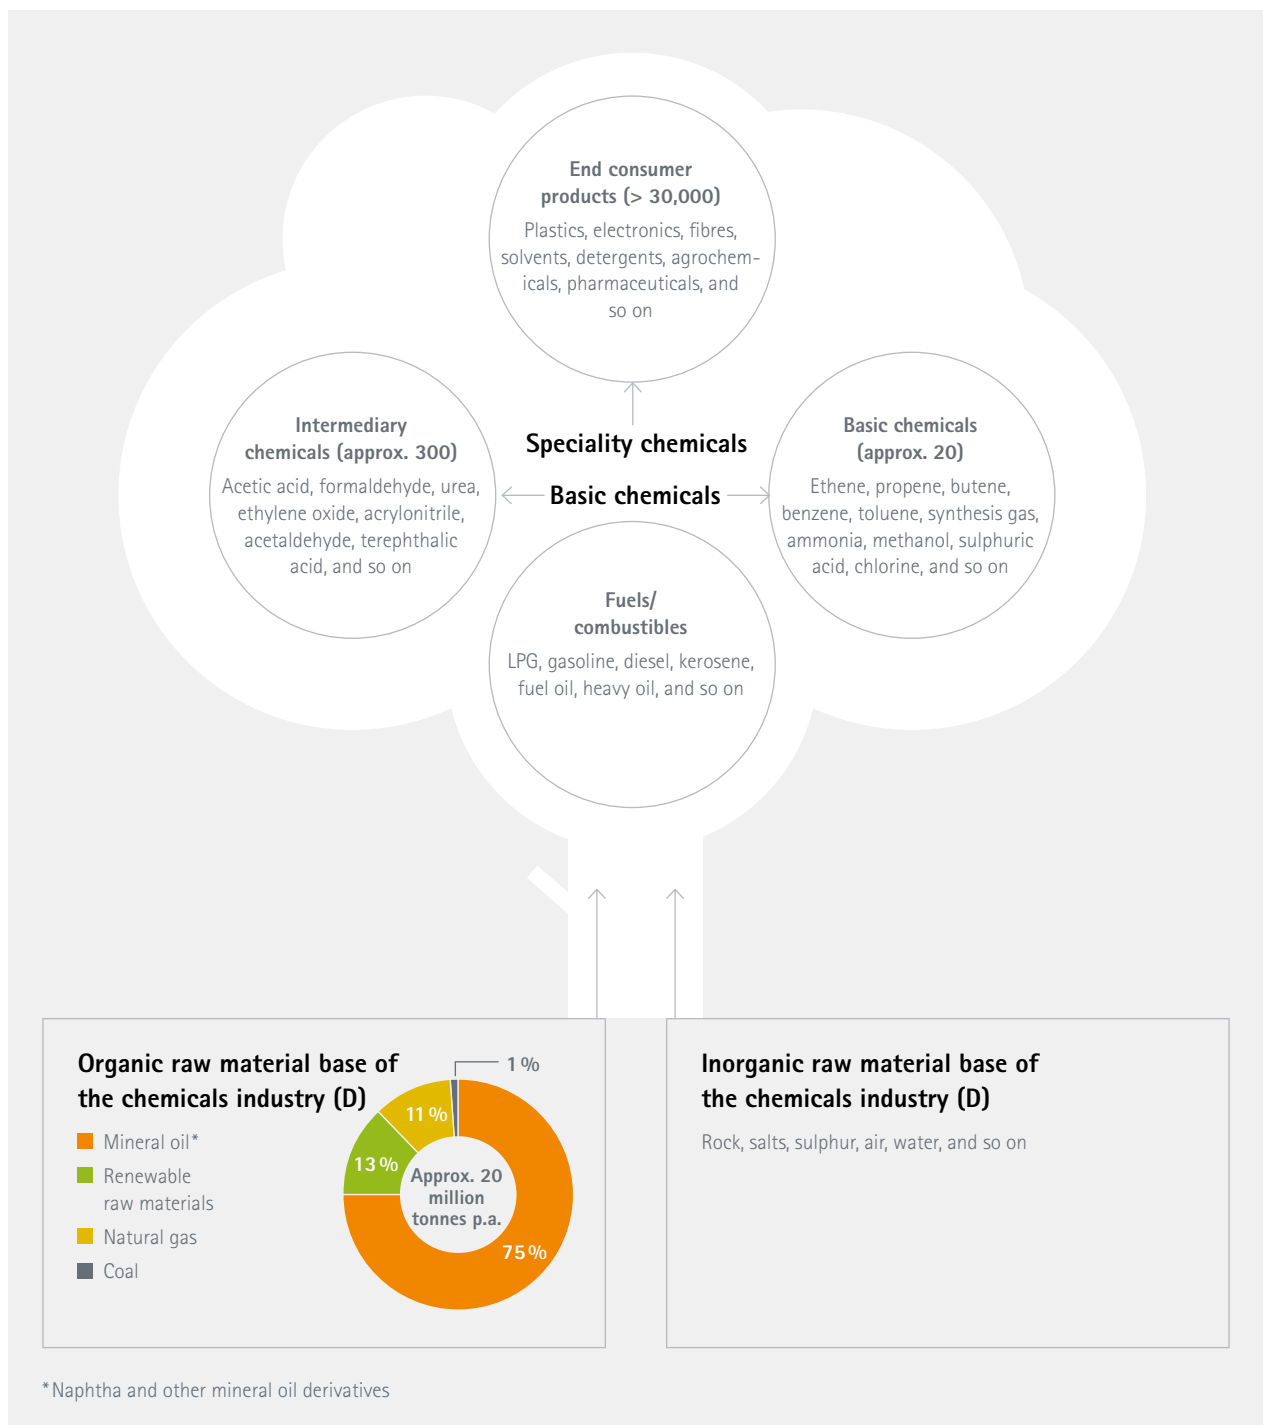 End consumer
products (> 30,000)
Plastics, electronics, fibres,
solvents, detergents, agrochem-
icals, pharmaceuticals, and
so on
Intermediary
chemicals (approx. 300)
Acetic acid, formaldehyde, urea,
ethylene oxide, acrylonitrile,
acetaldehyde, terephthalic
acid, and so on
Speciality chemicals
Basic chemicals
Basic chemicals
(approx. 20)
Ethene, propene, butene,
benzene, toluene, synthesis gas,
ammonia, methanol, sulphuric
acid, chlorine, and so on
Fuels/
combustibles
LPG, gasoline, diesel, kerosene,
fuel oil, heavy oil, and so on
Organic raw material base of
the chemicals industry (D)
Mineral oil*
Renewable
raw materials
Natural gas
Coal
1 %
11 %
13 %
75 %
Approx. 20
million
tonnes p.a.
Inorganic raw material base of
the chemicals industry (D)
Rock, salts, sulphur, air, water, and so on
* Naphtha and other mineral oil derivatives